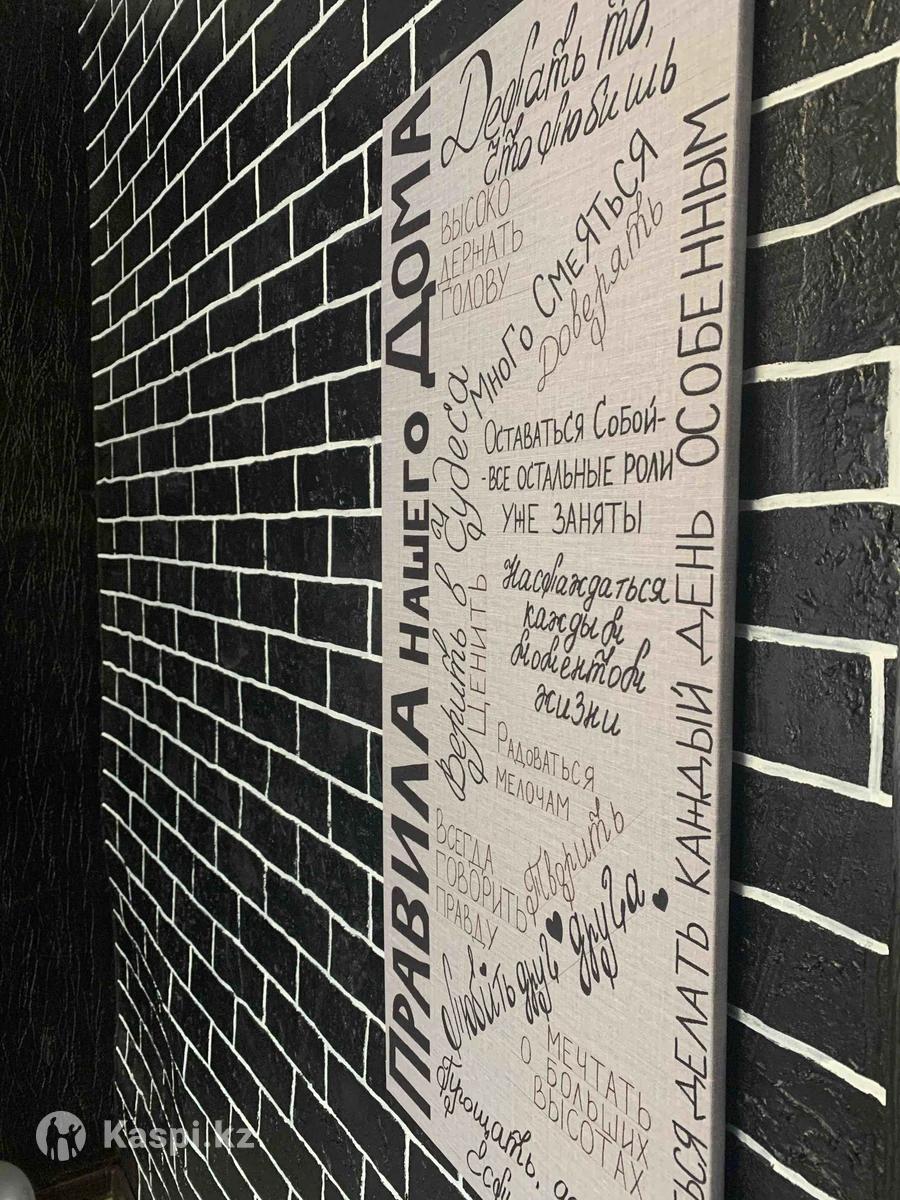 ПРАВИЛА НАШЕГО ДОМА
Делать то,
что любишь
ВЫСОКО
ДЕРЖАТЬ
ГОЛОВУ
МНОГО СМЕЯТЬСЯ
Доверять
Верить в чудеса
ЦЕНИТЬ
ОСТАВАТЬСЯ СОБОЙ-
-ВСЕ ОСТАЛЬНЫЕ РОЛИ
УЖЕ ЗАНЯТЫ
Наслаждаться
каждым
моментом
жизни
РАДОВАТЬСЯ
МЕЛОЧАМ
ВСЕГДА
ГОВОРИТЬ
ПРАВДУ
Творить
Любить друг друга
МЕЧТАТЬ
О БОЛЬШИХ
ВЫСОТАХ
Прощать,
ЬСЯ ДЕЛАТЬ КАЖДЫЙ ДЕНЬ ОСОБЕННЫМ
Kaspi.kz